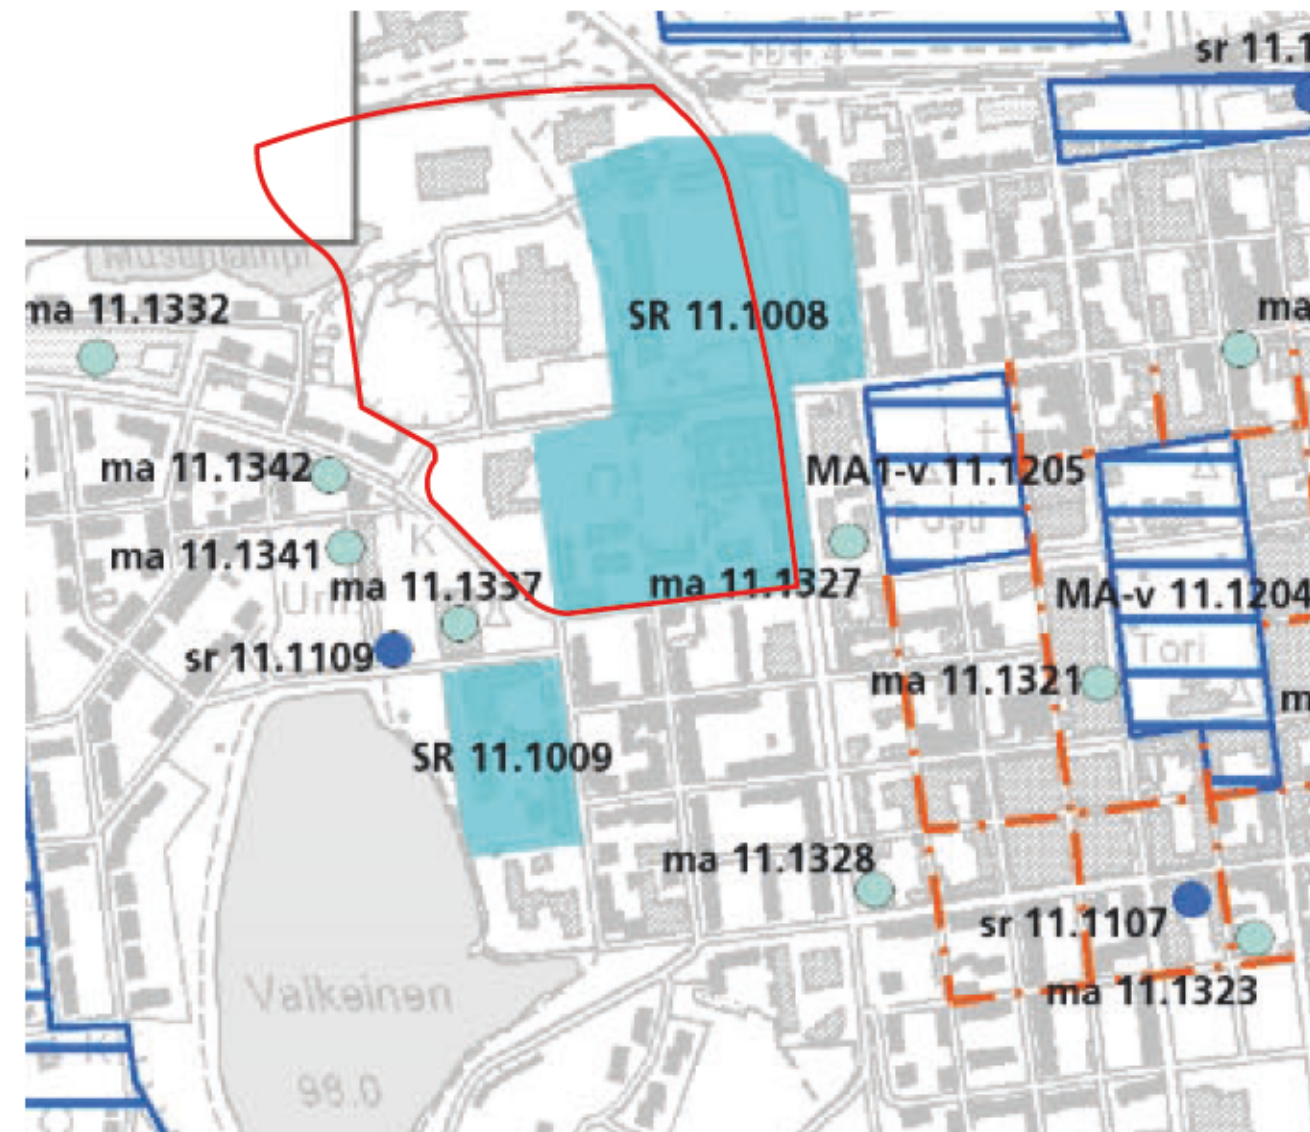 sr 11.1
Mustinlampi
ma 11.1332
SR 11.1008
ma
ma 11.1342
MA1-v 11.1205
Posti
ma 11.1341
K
ma 11.1337
ma 11.1327
MA-v 11.1204
sr 11.1109
Tori
ma 11.1321
m
SR 11.1009
ma 11.1328
sr 11.1107
Valkeinen
ma 11.1323
98.0